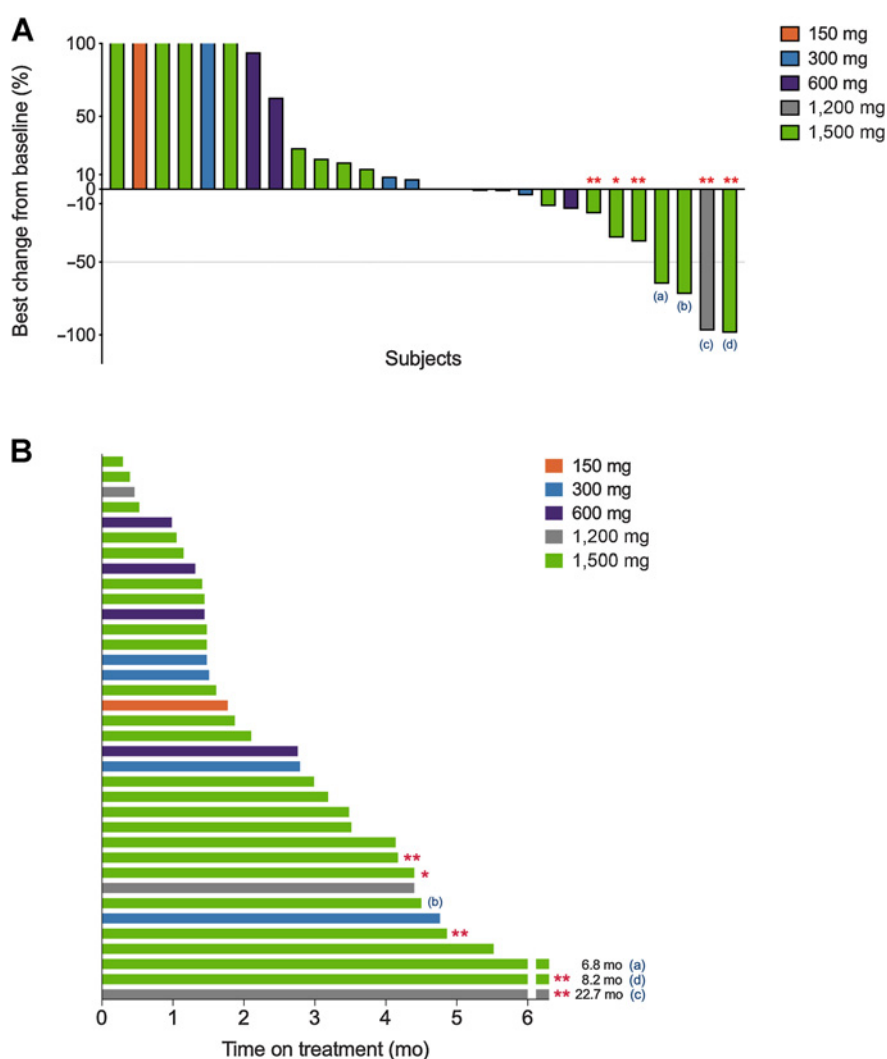 A
Best change from baseline (%)
100
50
10
0
−10
−50
−100
** * ** ** **
(a) (b) (c) (d)
Subjects
150 mg
300 mg
600 mg
1,200 mg
1,500 mg
B
150 mg
300 mg
600 mg
1,200 mg
1,500 mg
**
*
(b)
**
6.8 mo (a)
** 8.2 mo (d)
** 22.7 mo (c)
0 1 2 3 4 5 6
Time on treatment (mo)